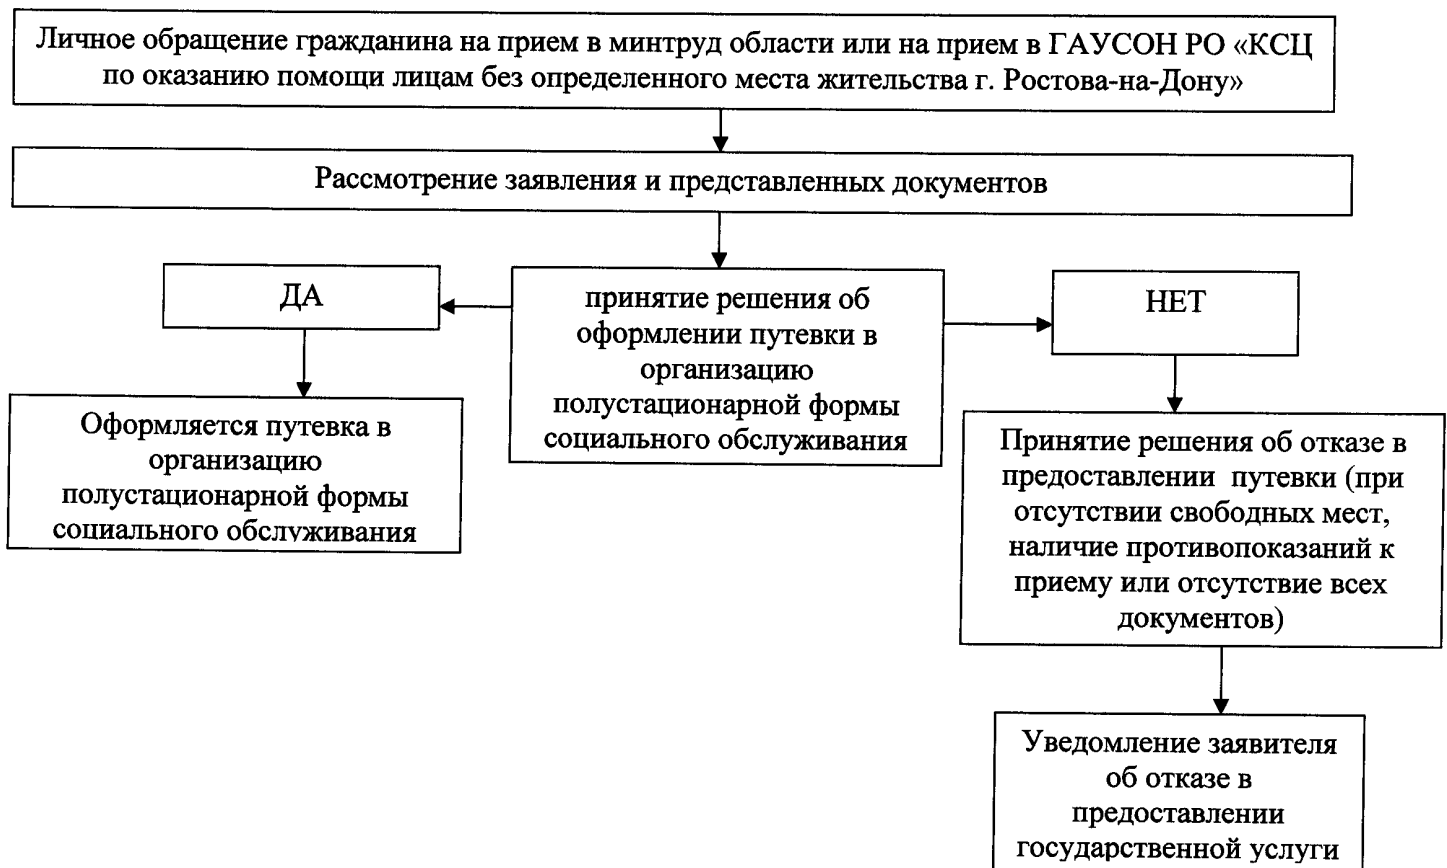 Личное обращение гражданина на прием в минтруд области или на прием в ГАУСОН РО «КСЦ
по оказанию помощи лицам без определенного места жительства г. Ростова-на-Дону»
Рассмотрение заявления и представленных документов
ДА
принятие решения об
оформлении путевки в
организацию
полустационарной формы
социального обслуживания
НЕТ
Оформляется путевка в
организацию
полустационарной формы
социального обслуживания
Принятие решения об отказе в
предоставлении путевки (при
отсутствии свободных мест,
наличие противопоказаний к
приему или отсутствие всех
документов)
Уведомление заявителя
об отказе в
предоставлении
государственной услуги